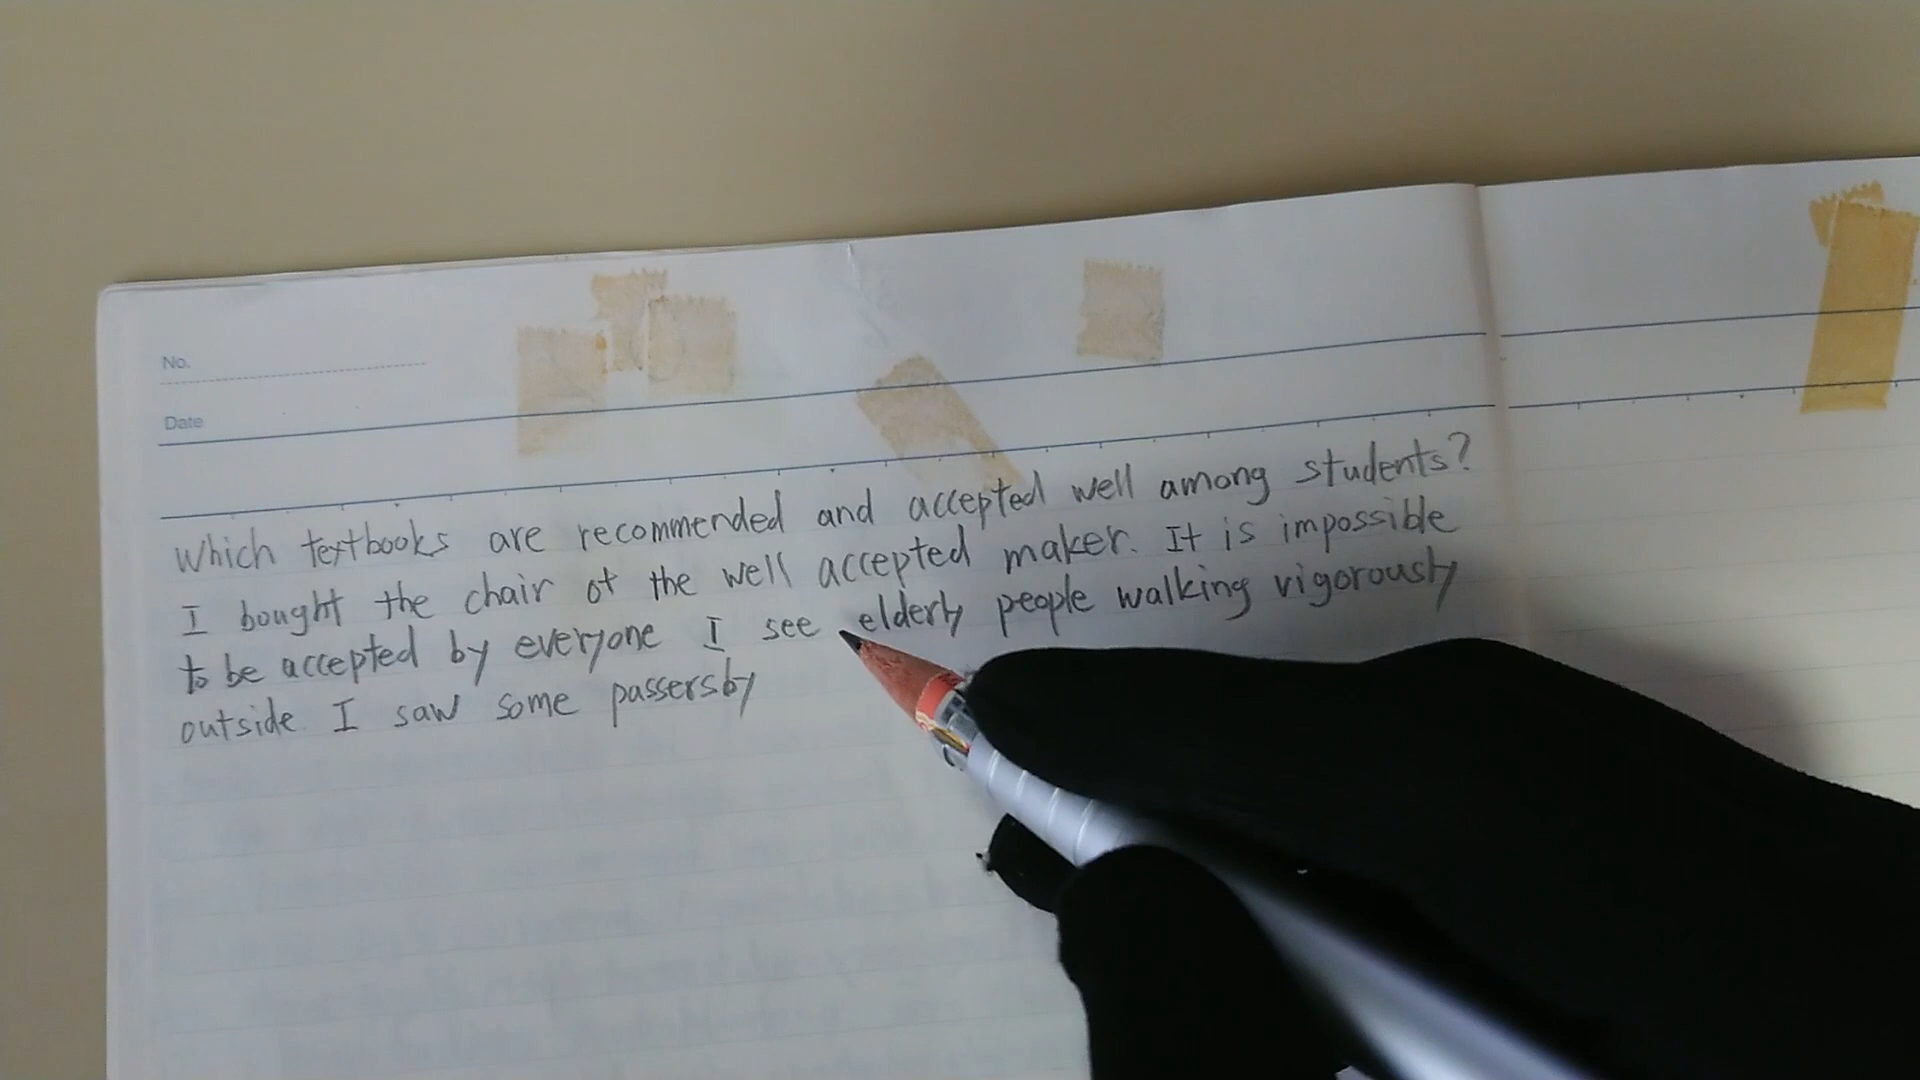 No.
Date
Which textbooks are recommended and accepted well among students?
I bought the chair of the well accepted maker. It is impossible
to be accepted by everyone I see elderly people walking vigorously
outside I saw some passersby